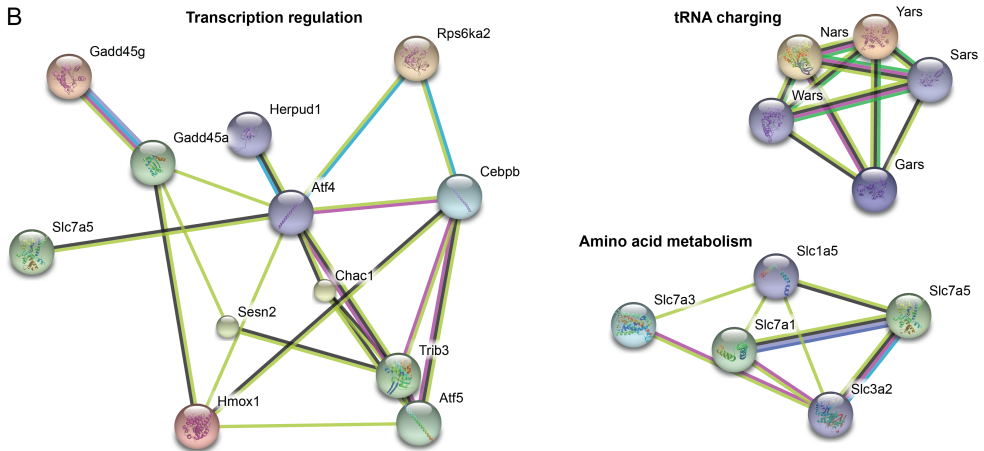 B
Transcription regulation
Gadd45g
Rps6ka2
Herpud1
Gadd45a
Atf4
Cebpb
Slc7a5
Chac1
Sesn2
Trib3
Hmox1
Atf5
tRNA charging
Yars
Nars
Sars
Wars
Gars
Amino acid metabolism
Slc1a5
Slc7a3
Slc7a5
Slc7a1
Slc3a2